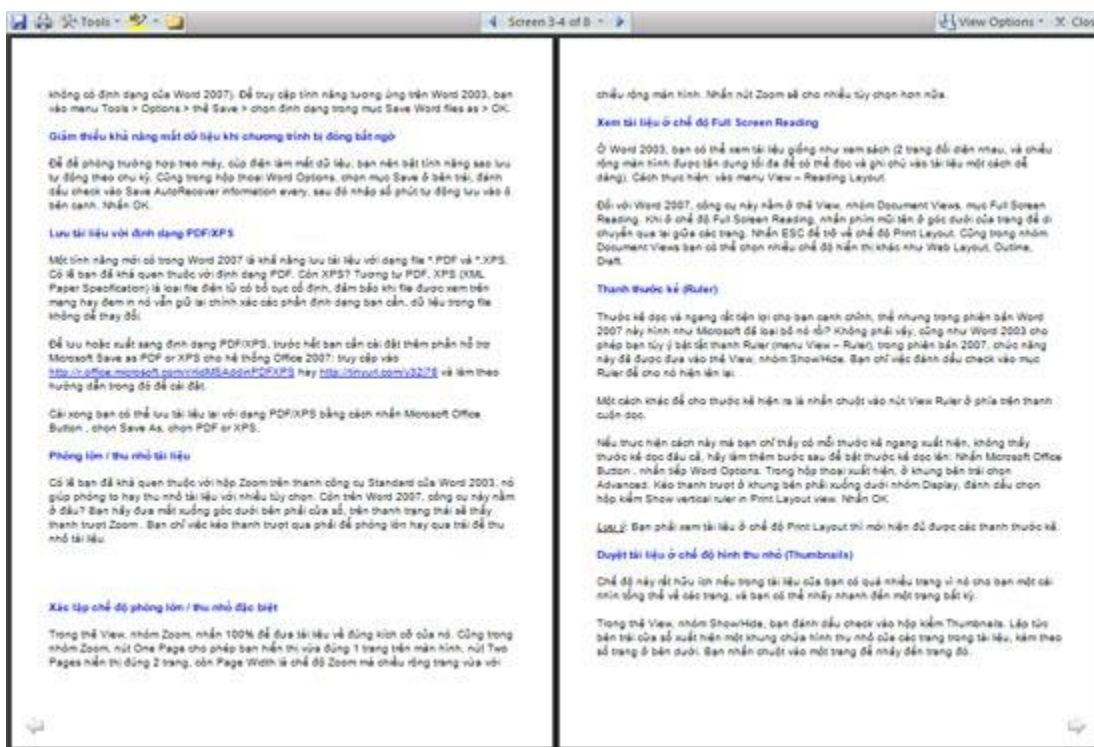 Tools
Screen 3-4 of 8
View Options
Clos
không có định dạng của Word 2007). Để truy cập tính năng tương ứng trên Word 2003, bạn
vào menu Tools > Options > thẻ Save > chọn định dạng trong mục Save Word files as > OK.
Giảm thiểu khả năng mất dữ liệu khi chương trình bị đóng bất ngờ
Để đề phòng trường hợp treo máy, cúp điện làm mất dữ liệu, bạn nên bật tính năng sao lưu
tự động theo chu kỳ. Cũng trong hộp thoại Word Options, chọn mục Save ở bên trái, đánh
dấu check vào Save AutoRecover information every, sau đó nhập số phút tự động lưu vào ô
bên cạnh. Nhấn OK.
Lưu tài liệu với định dạng PDF/XPS
Một tính năng mới có trong Word 2007 là khả năng lưu tài liệu với dạng file *.PDF và *.XPS.
Có lẽ bạn đã khá quen thuộc với định dạng PDF. Còn XPS? Tương tự PDF, XPS (XML
Paper Specification) là loại file điện tử có bố cục cố định, đảm bảo khi file được xem trên
mạng hay đem in nó vẫn giữ lại chính xác các phần định dạng bạn cần, dữ liệu trong file
không dễ thay đổi.
Để lưu hoặc xuất sang định dạng PDF/XPS, trước hết bạn cần cài đặt thêm phần hỗ trợ
Microsoft Save as PDF or XPS cho hệ thống Office 2007: truy cập vào
hay và làm theo
hướng dẫn trong đó để cài đặt.
Cài xong bạn có thể lưu tài liệu lại với dạng PDF/XPS bằng cách nhấn Microsoft Office
Button , chọn Save As, chọn PDF or XPS.
Phóng lớn / thu nhỏ tài liệu
Có lẽ bạn đã khá quen thuộc với hộp Zoom trên thanh công cụ Standard của Word 2003, nó
giúp phóng to hay thu nhỏ tài liệu với nhiều tùy chọn. Còn trên Word 2007, công cụ này nằm
ở đâu? Bạn hãy đưa mắt xuống góc dưới bên phải cửa sổ, trên thanh trạng thái sẽ thấy
thanh trượt Zoom . Bạn chỉ việc kéo thanh trượt qua phải để phóng lớn hay qua trái để thu
nhỏ tài liệu.
Xác lập chế độ phóng lớn / thu nhỏ đặc biệt
Trong thẻ View, nhóm Zoom, nhấn 100% để đưa tài liệu về đúng kích cỡ của nó. Cũng trong
nhóm Zoom, nút One Page cho phép bạn hiển thị vừa đúng 1 trang trên màn hình, nút Two
Pages hiển thị đúng 2 trang, còn Page Width là chế độ Zoom mà chiều rộng trang vừa với
chiều rộng màn hình. Nhấn nút Zoom sẽ cho nhiều tùy chọn hơn nữa.
Xem tài liệu ở chế độ Full Screen Reading
Ở Word 2003, bạn có thể xem tài liệu giống như xem sách (2 trang đối diện nhau, và chiều
rộng màn hình được tận dụng tối đa để có thể đọc và ghi chú vào tài liệu một cách dễ
dàng). Cách thực hiện: vào menu View – Reading Layout.
Đối với Word 2007, công cụ này nằm ở thẻ View, nhóm Document Views, mục Full Screen
Reading. Khi ở chế độ Full Screen Reading, nhấn phím mũi tên ở góc dưới của trang để di
chuyển qua lại giữa các trang. Nhấn ESC để trở về chế độ Print Layout. Cũng trong nhóm
Document Views bạn có thể chọn nhiều chế độ hiển thị khác như Web Layout, Outline,
Draft.
Thanh thước kẻ (Ruler)
Thước kẻ dọc và ngang rất tiện lợi cho bạn canh chỉnh, thế nhưng trong phiên bản Word
2007 này hình như Microsoft đã loại bỏ nó rồi? Không phải vậy, cũng như Word 2003 cho
phép bạn tùy ý bật tắt thanh Ruler (menu View – Ruler), trong phiên bản 2007, chức năng
này đã được đưa vào thẻ View, nhóm Show/Hide. Bạn chỉ việc đánh dấu check vào mục
Ruler để cho nó hiện lên lại.
Một cách khác để cho thước kẻ hiện ra là nhấn chuột vào nút View Ruler ở phía trên thanh
cuộn dọc.
Nếu thực hiện cách này mà bạn chỉ thấy có mỗi thước kẻ ngang xuất hiện, không thấy
thước kẻ dọc đâu cả, hãy làm thêm bước sau để bật thước kẻ dọc lên: Nhấn Microsoft Office
Button , nhấn tiếp Word Options. Trong hộp thoại xuất hiện, ở khung bên trái chọn
Advanced. Kéo thanh trượt ở khung bên phải xuống dưới nhóm Display, đánh dấu chọn
hộp kiểm Show vertical ruler in Print Layout view. Nhấn OK.
Lưu ý: Bạn phải xem tài liệu ở chế độ Print Layout thì mới hiện đủ được các thanh thước kẻ.
Duyệt tài liệu ở chế độ hình thu nhỏ (Thumbnails)
Chế độ này rất hữu ích nếu trong tài liệu của bạn có quá nhiều trang vì nó cho bạn một cái
nhìn tổng thể về các trang, và bạn có thể nhảy nhanh đến một trang bất kỳ.
Trong thẻ View, nhóm Show/Hide, bạn đánh dấu check vào hộp kiểm Thumbnails. Lập tức
bên trái cửa sổ xuất hiện một khung chứa hình thu nhỏ của các trang trong tài liệu, kèm theo
số trang ở bên dưới. Bạn nhấn chuột vào một trang để nhảy đến trang đó.